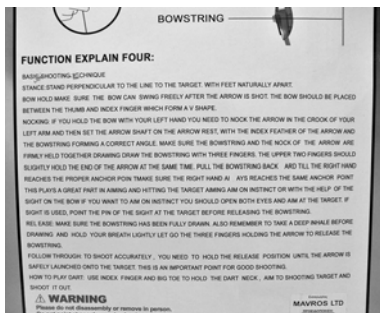 BOWSTRING
FUNCTION EXPLAIN FOUR:
BASIC SHOOTING TECHNIQUE
STANCE STAND PERPENDICULAR TO THE LINE TO THE TARGET. WITH FEET NATURALLY APART.
BOW HOLD MAKE SURE THE BOW CAN SWING FREELY AFTER THE ARROW IS SHOT. THE BOW SHOULD BE PLACED
BETWEEN THE THUMB AND INDEX FINGER WHICH FORM A V SHAPE.
NOCKING: IF YOU HOLD THE BOW WITH YOUR LEFT HAND YOU NEED TO NOCK THE ARROW IN THE CROOK OF YOUR
LEFT ARM AND THEN SET THE ARROW SHAFT ON THE ARROW REST, WITH THE INDEX FEATHER OF THE ARROW AND
THE BOWSTRING FORMING A CORRECT ANGLE. MAKE SURE THE BOWSTRING AND THE NOCK OF THE ARROW ARE
FIRMLY HELD TOGETHER DRAWING DRAW THE BOWSTRING WITH THREE FINGERS. THE UPPER TWO FINGERS SHOULD
SLIGHTLY HOLD THE END OF THE ARROW AT THE SAME TIME. PULL THE BOWSTRING BACK ARD TILL THE RIGHT HAND
REACHES THE PROPER ANCHOR POIN TMAKE SURE THE RIGHT HAND Al AYS REACHES THE SAME ANCHOR POINT
THIS PLAYS A GREAT PART IN AIMING AND HITTING THE TARGET AIMING AIM ON INSTINCT OR WITH THE HELP OF THE
SIGHT ON THE BOW IF YOU WANT TO AIM ON INSTINCT YOU SHOULD OPEN BOTH EYES AND AIM AT THE TARGET. IF
SIGHT IS USED, POINT THE PIN OF THE SIGHT AT THE TARGET BEFORE RELEASING THE BOWSTRING.
REL EASE: MAKE SURE THE BOWSTRING HAS BEEN FULLY DRAWN. ALSO REMEMBER TO TAKE A DEEP INHALE BEFORE
DRAWING AND HOLD YOUR BREATH LIGHTLY LET GO THE THREE FINGERS HOLDING THE ARROW TO RELEASE THE
BOWSTRING.
FOLLOW THROUGH: TO SHOOT ACCURATELY, YOU NEED TO HOLD THE RELEASE POSITION UNTIL THE ARROW IS
SAFELY LAUNCHED ONTO THE TARGET. THIS IS AN IMPORTANT POINT FOR GOOD SHOOTING.
HOW TO PLAY DART: USE INDEX FINGER AND BIG TOE TO HOLD THE DART NECK, AIM TO SHOOTING TARGET AND
SHOOT IT OUT.
WARNING
Please do not disassembly or remove in person.
MAVROS LTD